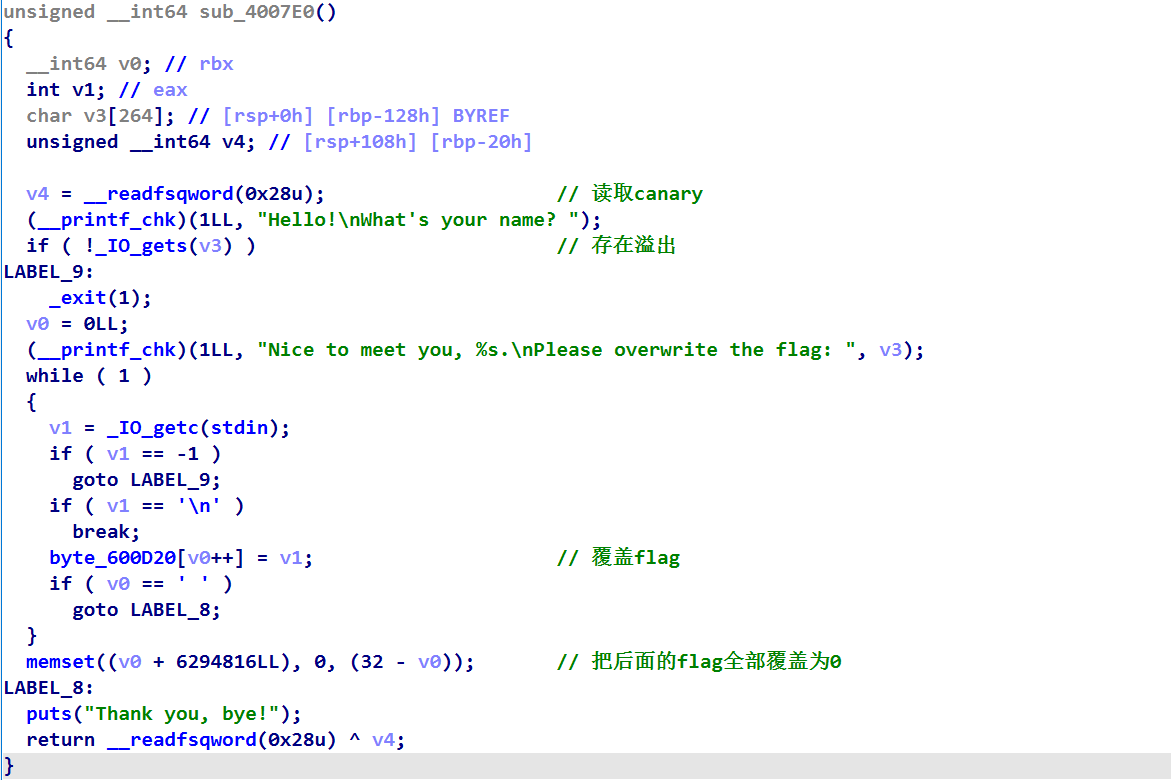 unsigned __int64 sub_4007E0()
{
  __int64 v0; // rbx
  int v1; // eax
  char v3[264]; // [rsp+0h] [rbp-128h] BYREF
  unsigned __int64 v4; // [rsp+108h] [rbp-20h]

  v4 = __readfsqword(0x28u);                    // 读取canary
  (__printf_chk)(1LL, "Hello!\nWhat's your name? ");
  if ( !_IO_gets(v3) )                          // 存在溢出
LABEL_9:
    _exit(1);
  v0 = 0LL;
  (__printf_chk)(1LL, "Nice to meet you, %s.\nPlease overwrite the flag: ", v3);
  while ( 1 )
  {
    v1 = _IO_getc(stdin);
    if ( v1 == -1 )
      goto LABEL_9;
    if ( v1 == '\n' )
      break;
    byte_600D20[v0++] = v1;                     // 覆盖flag
    if ( v0 == ' ' )
      goto LABEL_8;
  }
  memset((v0 + 6294816LL), 0, (32 - v0));       // 把后面的flag全部覆盖为0
LABEL_8:
  puts("Thank you, bye!");
  return __readfsqword(0x28u) ^ v4;
}